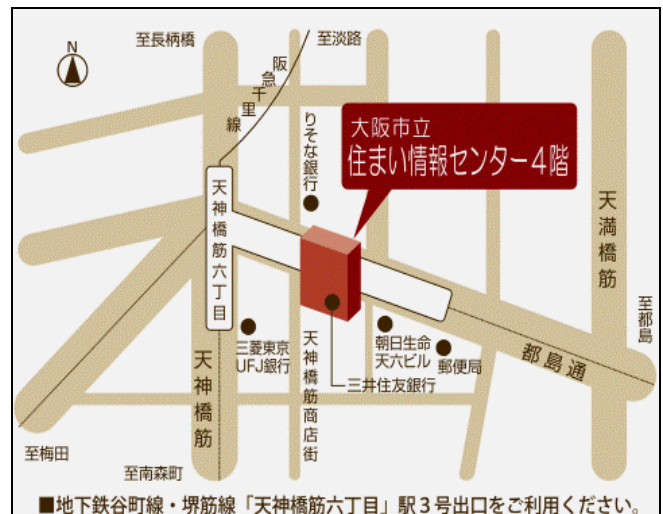 N
至長柄橋
至淡路
阪急千里線
りそな銀行
大阪市立
住まい情報センター4階
天神橋筋六丁目
天満橋筋
至都島
三菱東京
UFJ銀行
天神橋筋商店街
朝日生命
天六ビル
郵便局
都島通
三井住友銀行
天神橋筋
至梅田
至南森町
■地下鉄谷町線・堺筋線「天神橋筋六丁目」駅3号出口をご利用ください。